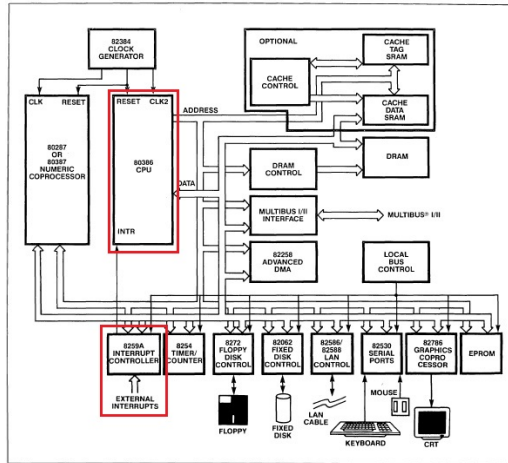 82384
CLOCK
GENERATOR
OPTIONAL
CACHE
TAG
SRAM
CACHE
CONTROL
CACHE
DATA
SRAM
CLK
RESET
RESET
CLK2
ADDRESS
80287
OR
80387
NUMERIC
COPROCESSOR
80386
CPU
DATA
INTR
DRAM
CONTROL
DRAM
MULTIBUS I/II
INTERFACE
MULTIBUS® I/II
82258
ADVANCED
DMA
LOCAL
BUS
CONTROL
8259A
INTERRUPT
CONTROLLER
8254
TIMER/
COUNTER
8272
FLOPPY
DISK
CONTROL
82062
FIXED
DISK
CONTROL
82586/
82588
LAN
CONTROL
82530
SERIAL
PORTS
82786
GRAPHICS
COPRO
CESSOR
EPROM
EXTERNAL
INTERRUPTS
FLOPPY
FIXED
DISK
LAN
CABLE
MOUSE
KEYBOARD
CRT